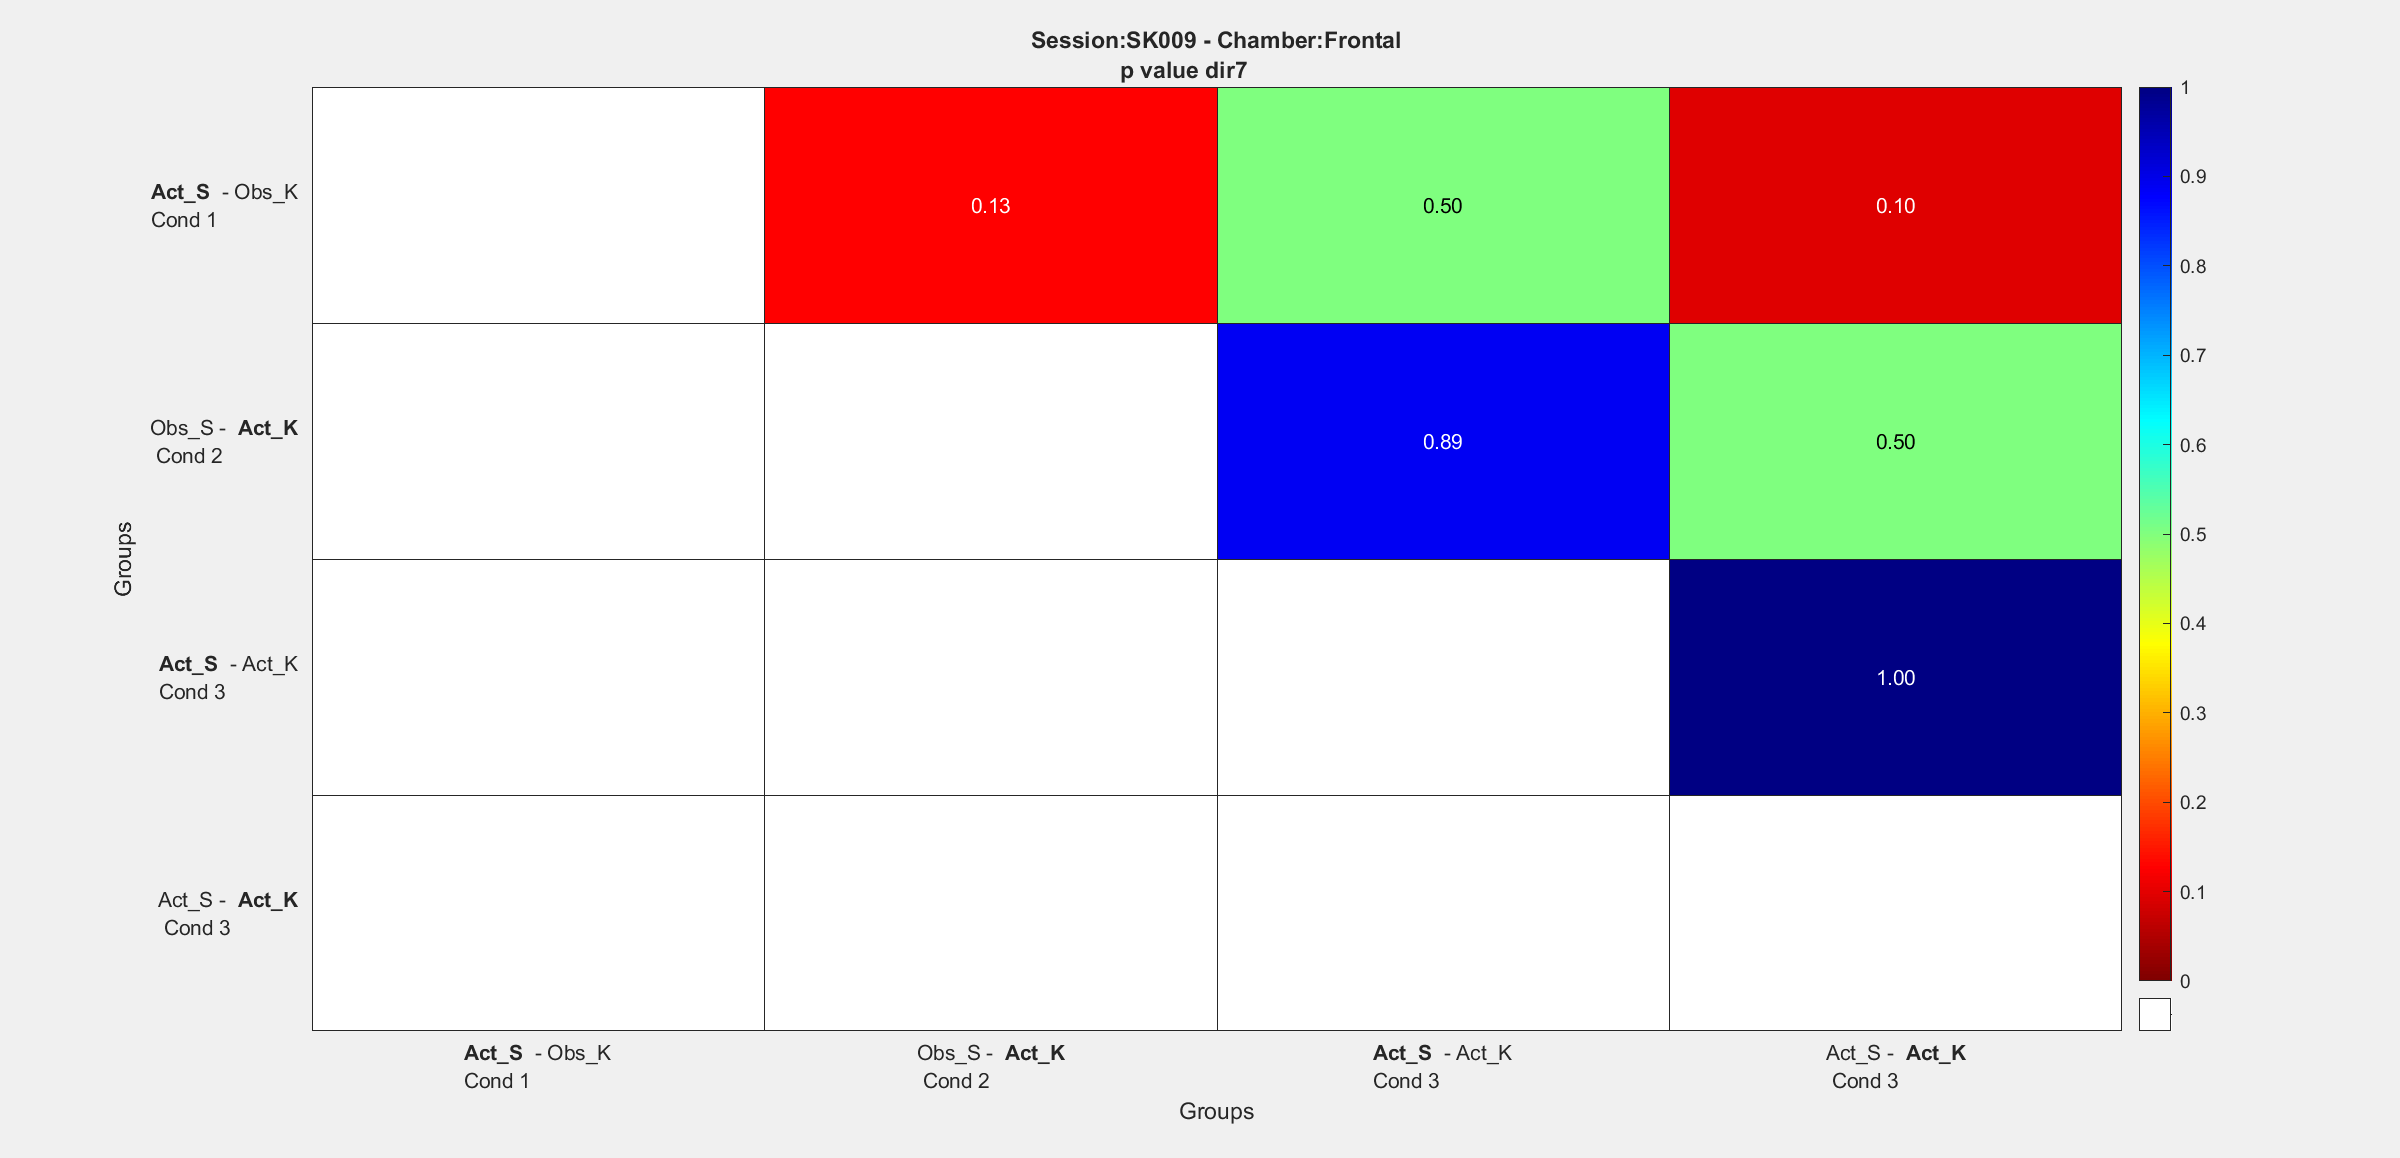 Session:SK009 - Chamber:Frontal
p value dir7
Act_S - Obs_K
Cond 1
0.13
0.50
0.10
Obs_S - Act_K
Cond 2
0.89
0.50
Act_S - Act_K
Cond 3
1.00
Act_S - Act_K
Cond 3
Groups
Act_S - Obs_K
Cond 1
Obs_S - Act_K
Cond 2
Act_S - Act_K
Cond 3
Act_S - Act_K
Cond 3
Groups
1
0.9
0.8
0.7
0.6
0.5
0.4
0.3
0.2
0.1
0